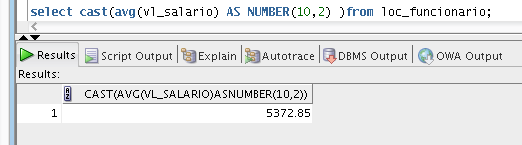 select cast(avg(vl_salario) AS NUMBER(10,2) )from loc_funcionario;
Results Script Output Explain Autotrace DBMS Output OWA Output
Results:
CAST(AVG(VL_SALARIO)ASNUMBER(10,2))
1 5372.85